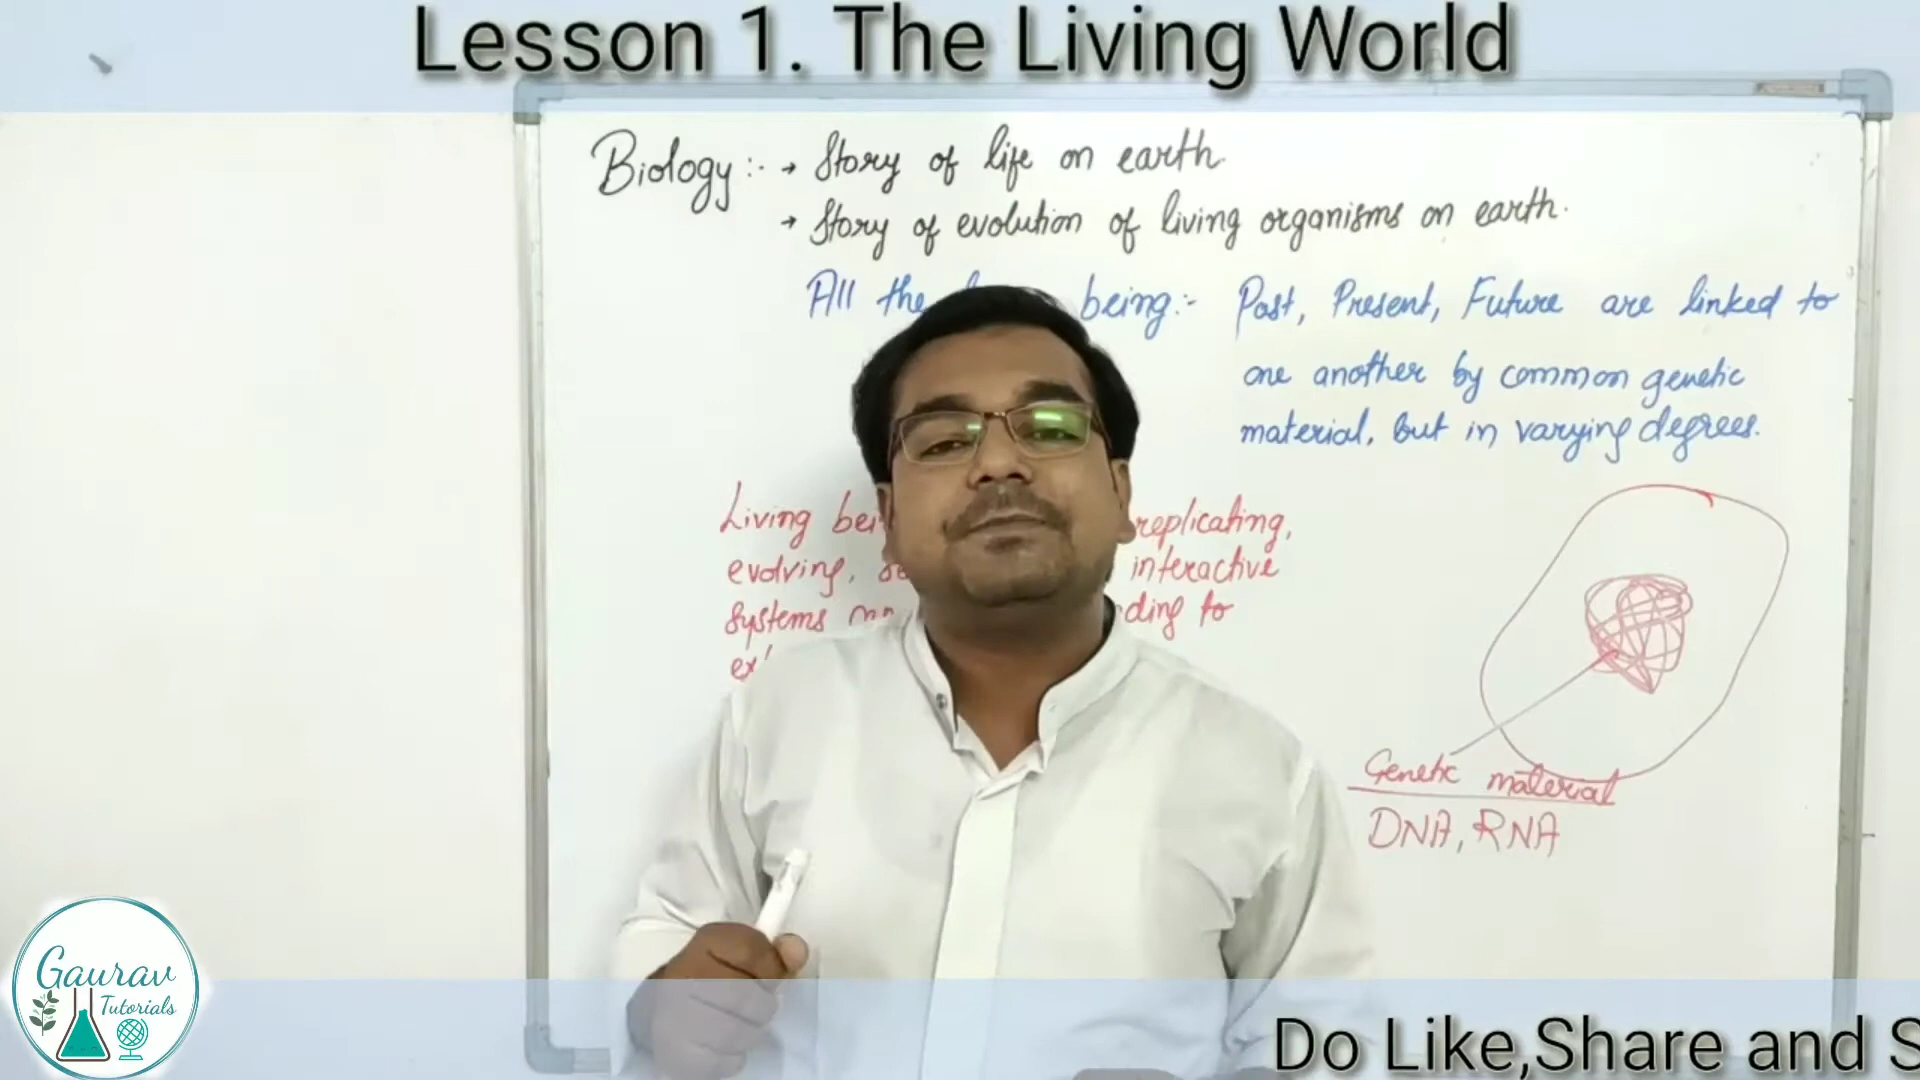 Lesson 1. The Living World
Biology :- → Story of life on earth.
→ Story of evolution of living organisms on earth.
All the being:- Past, Present, Future are linked to
one another by common genetic
material, but in varying degrees.
Living replicating,
evolving, interactive
systems to
Genetic material
DNA, RNA
Gaurav
Tutorials
Do Like,Share and S